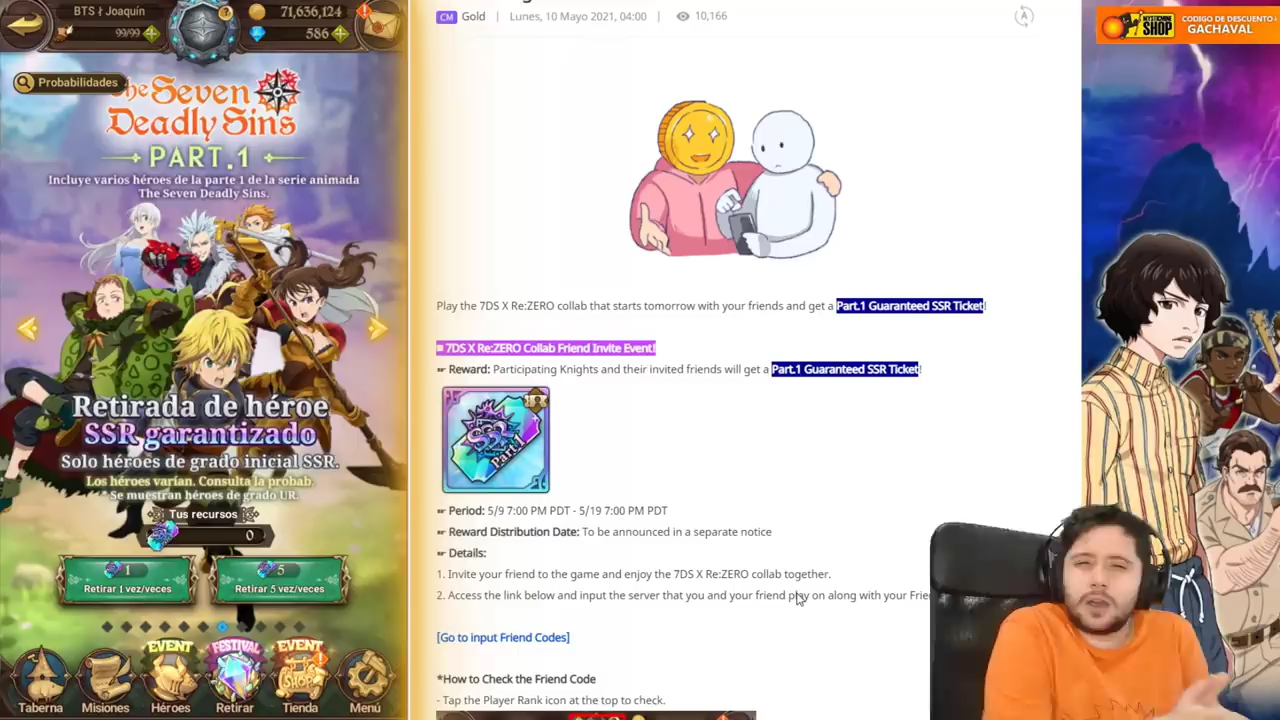 BTS ł Joaquín
99/99
71,636,124
586
Probabilidades
The Seven
Deadly Sins
PART.1
Incluye varios héroes de la parte 1 de la serie animada
The Seven Deadly Sins.
Retirada de héroe
SSR garantizado
Solo héroes de grado inicial SSR.
Los héroes varían. Consulta la probab.
*Se muestran héroes de grado UR.
Tus recursos
0
1
Retirar 1 vez/veces
5
Retirar 5 vez/veces
EVENT
FESTIVAL
EVENT
SHOP
Taberna
Misiones
Héroes
Retirar
Tienda
Menú
CM Gold | Lunes, 10 Mayo 2021, 04:00 | 10,166
A
Play the 7DS X Re:ZERO collab that starts tomorrow with your friends and get a Part.1 Guaranteed SSR Ticket!
7DS X Re:ZERO Collab Friend Invite Event!
☛ Reward: Participating Knights and their invited friends will get a Part.1 Guaranteed SSR Ticket!
SSR
Part.1
☛ Period: 5/9 7:00 PM PDT - 5/19 7:00 PM PDT
☛ Reward Distribution Date: To be announced in a separate notice
☛ Details:
1. Invite your friend to the game and enjoy the 7DS X Re:ZERO collab together.
2. Access the link below and input the server that you and your friend play on along with your Frie
[Go to input Friend Codes]
*How to Check the Friend Code
- Tap the Player Rank icon at the top to check.
SHOP
CODIGO DE DESCUENTO
GACHAVAL